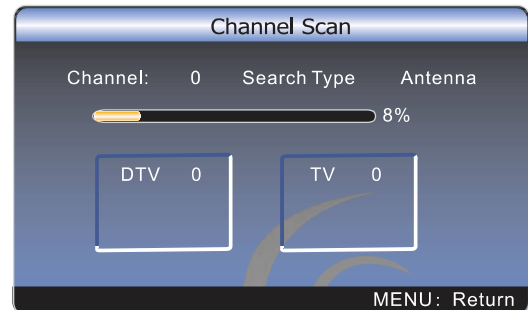 Channel Scan
Channel: 0 Search Type Antenna
8%
DTV 0 TV 0
MENU: Return